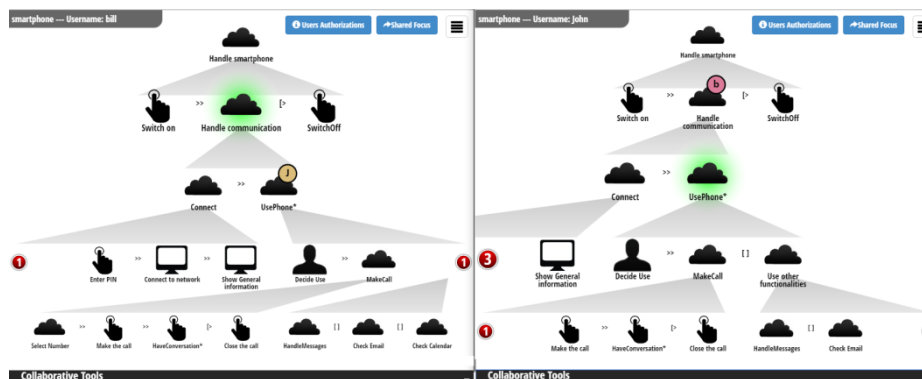 smartphone --- Username: bill
Users Authorizations
Shared Focus
Handle smartphone
Switch on
>>
Handle communication
[>
SwitchOff
J
Connect
>>
UsePhone*
1
Enter PIN
>>
Connect to network
>>
Show General
information
Decide Use
>>
MakeCall
1
Select Number
>>
Make the call
>>
HaveConversation*
[>
Close the call
HandleMessages
[ ]
Check Email
[ ]
Check Calendar
Collaborative Tools
smartphone --- Username: John
Users Authorizations
Shared Focus
Handle smartphone
b
Switch on
>>
Handle
communication
[>
SwitchOff
Connect
>>
UsePhone*
3
Show General
information
Decide Use
>>
MakeCall
[ ]
Use other
functionalities
1
Make the call
>>
HaveConversation*
[>
Close the call
HandleMessages
[ ]
Check Email
Collaborative Tools